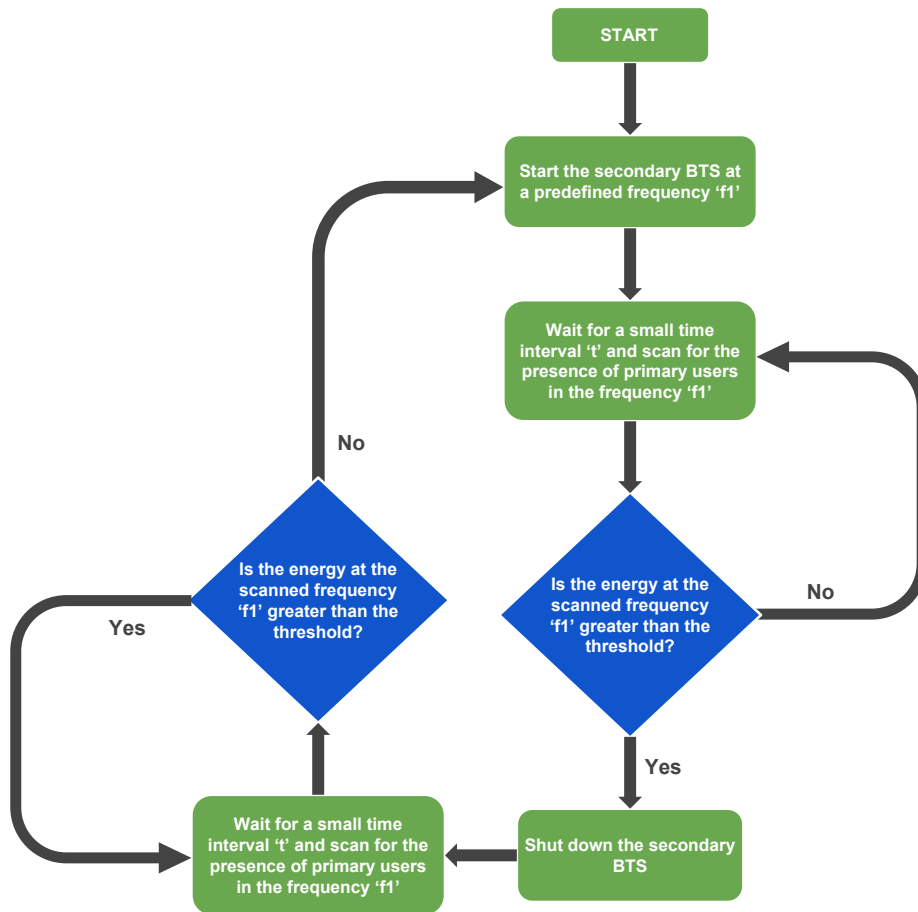 START
Start the secondary BTS at
a predefined frequency ‘f1’
Wait for a small time
interval ‘t’ and scan for the
presence of primary users
in the frequency ‘f1’
No
Is the energy at the
scanned frequency
‘f1’ greater than the
threshold?
Yes
Is the energy at the
scanned frequency
‘f1’ greater than the
threshold?
No
Yes
Wait for a small time
interval ‘t’ and scan for the
presence of primary users
in the frequency ‘f1’
Shut down the secondary
BTS